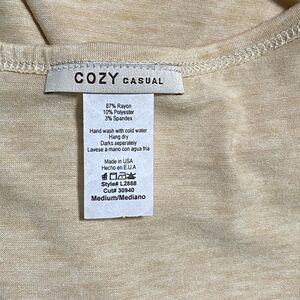 COZY CASUAL
87% Rayon
10% Polyester
3% Spandex
Hand wash with cold water
Hang dry
Darks seperately
Lavese a mano con agua fria
Made in USA
Hecho en E.U.A
Style# L2888
Cut# 30940
Medium/Mediano